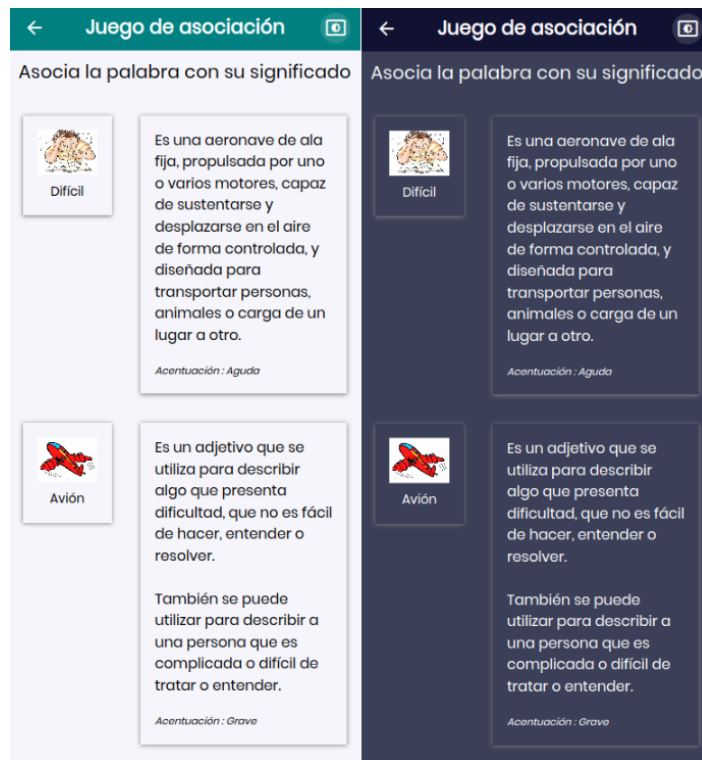 Juego de asociación
Asocia la palabra con su significado
Difícil
Es una aeronave de ala
fija, propulsada por uno
o varios motores, capaz
de sustentarse y
desplazarse en el aire
de forma controlada, y
diseñada para
transportar personas,
animales o carga de un
lugar a otro.
Acentuación : Aguda
Avión
Es un adjetivo que se
utiliza para describir
algo que presenta
dificultad, que no es fácil
de hacer, entender o
resolver.
También se puede
utilizar para describir a
una persona que es
complicada o difícil de
tratar o entender.
Acentuación : Grave
Juego de asociación
Asocia la palabra con su significado
Difícil
Es una aeronave de ala
fija, propulsada por uno
o varios motores, capaz
de sustentarse y
desplazarse en el aire
de forma controlada, y
diseñada para
transportar personas,
animales o carga de un
lugar a otro.
Acentuación : Aguda
Avión
Es un adjetivo que se
utiliza para describir
algo que presenta
dificultad, que no es fácil
de hacer, entender o
resolver.
También se puede
utilizar para describir a
una persona que es
complicada o difícil de
tratar o entender.
Acentuación : Grave